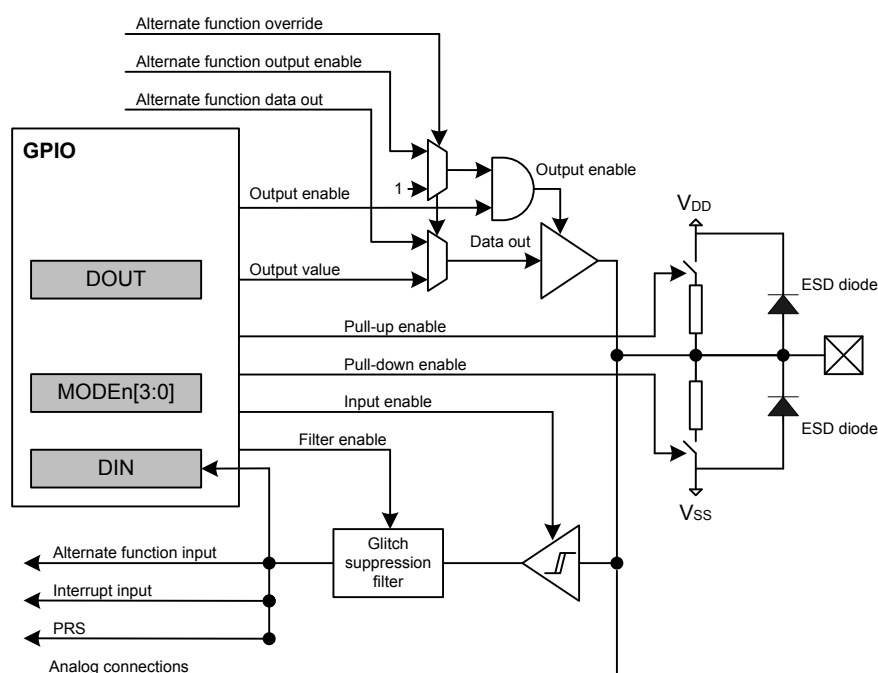 Alternate function override
Alternate function output enable
Alternate function data out
GPIO
Output enable
1
Output enable
VDD
Data out
DOUT
Output value
ESD diode
Pull-up enable
Pull-down enable
MODEn[3:0]
Input enable
ESD diode
Filter enable
DIN
VSS
Glitch
suppression
filter
Alternate function input
Interrupt input
PRS
Analog connections